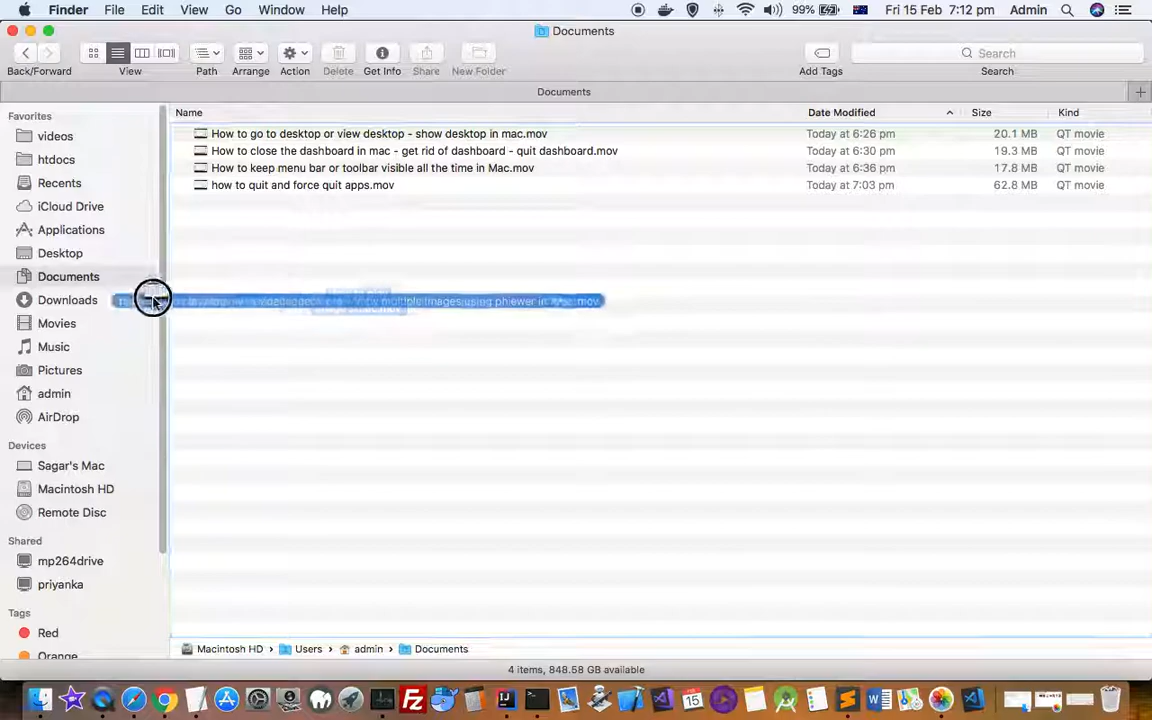 Finder File Edit View Go Window Help 99% Fri 15 Feb 7:12 pm Admin
Documents
Back/Forward View Path Arrange Action Delete Get Info Share New Folder Add Tags Search
Search
Documents
Favorites
videos
htdocs
Recents
iCloud Drive
Applications
Desktop
Documents
Downloads
Movies
Music
Pictures
admin
AirDrop
Devices
Sagar's Mac
Macintosh HD
Remote Disc
Shared
mp264drive
priyanka
Tags
Red
Orange
Name Date Modified Size Kind
How to go to desktop or view desktop - show desktop in mac.mov Today at 6:26 pm 20.1 MB QT movie
How to close the dashboard in mac - get rid of dashboard - quit dashboard.mov Today at 6:30 pm 19.3 MB QT movie
How to keep menu bar or toolbar visible all the time in Mac.mov Today at 6:36 pm 17.8 MB QT movie
how to quit and force quit apps.mov Today at 7:03 pm 62.8 MB QT movie
multiple images using phiewer in
Macintosh HD › Users › admin › Documents
4 items, 848.58 GB available